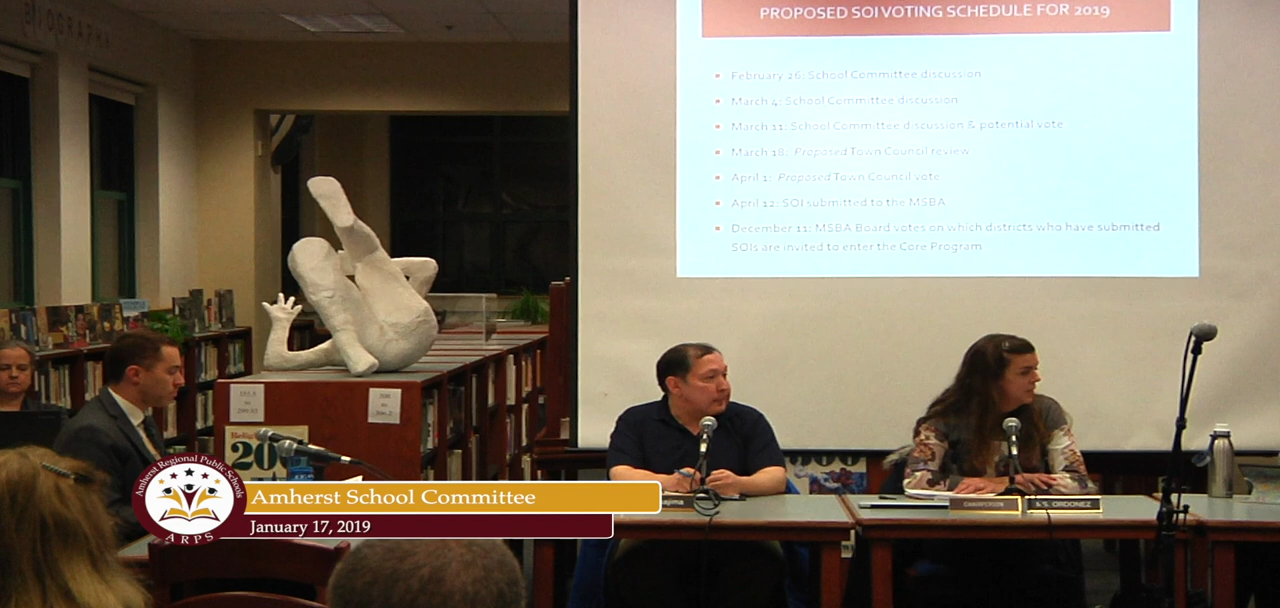 BIOGRAPHY
PROPOSED SOI VOTING SCHEDULE FOR 2019
February 26: School Committee discussion
March 4: School Committee discussion
March 11: School Committee discussion & potential vote
March 18: Proposed Town Council review
April 1: Proposed Town Council vote
April 12: SOI submitted to the MSBA
December 11: MSBA Board votes on which districts who have submitted
SOIs are invited to enter the Core Program
200
Amherst Regional Public Schools
ARPS
Amherst School Committee
January 17, 2019
CHAIRPERSON
S.S. ORDONEZ